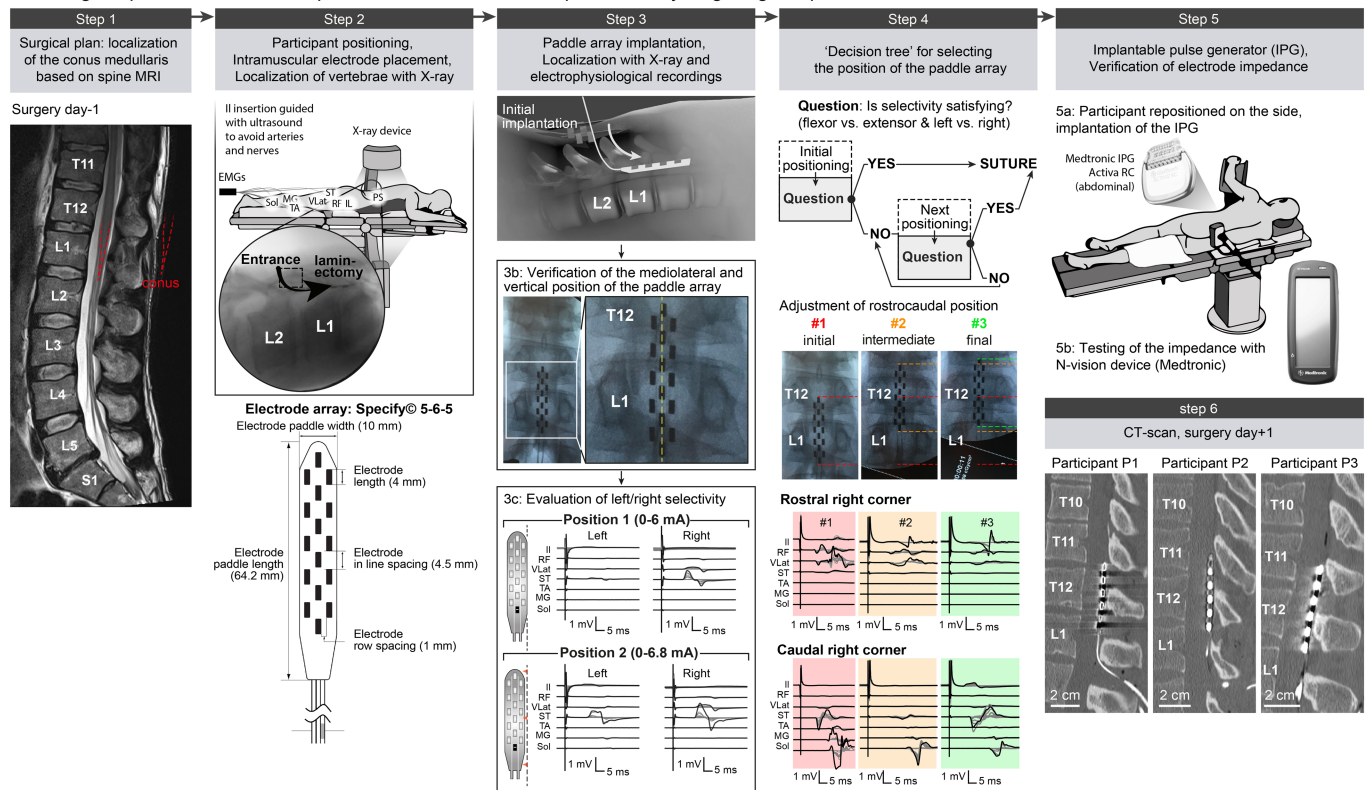 Step 1
Surgical plan: localization
of the conus medullaris
based on spine MRI
Surgery day-1
T11
T12
L1
conus
L2
L3
L4
L5
S1
Step 2
Participant positioning,
Intramuscular electrode placement,
Localization of vertebrae with X-ray
II insertion guided
with ultrasound
to avoid arteries
and nerves
X-ray device
EMGs
Sol MG TA VLat ST RF IL PS
Entrance
lamin-
ectomy
L2
L1
Electrode array: Specify© 5-6-5
Electrode paddle width (10 mm)
Electrode
length (4 mm)
Electrode
paddle length
(64.2 mm)
Electrode
in line spacing (4.5 mm)
Electrode
row spacing (1 mm)
Step 3
Paddle array implantation,
Localization with X-ray and
electrophysiological recordings
Initial
implantation
L2
L1
3b: Verification of the mediolateral and
vertical position of the paddle array
T12
L1
3c: Evaluation of left/right selectivity
Position 1 (0-6 mA)
Left
Right
II
RF
VLat
ST
TA
MG
Sol
1 mV
5 ms
1 mV
5 ms
Position 2 (0-6.8 mA)
Left
Right
II
RF
VLat
ST
TA
MG
Sol
1 mV
5 ms
1 mV
5 ms
Step 4
‘Decision tree’ for selecting
the position of the paddle array
Question: Is selectivity satisfying?
(flexor vs. extensor & left vs. right)
Initial
positioning
Question
YES
SUTURE
NO
Next
positioning
Question
YES
NO
Adjustment of rostrocaudal position
#1
initial
#2
intermediate
#3
final
T12
L1
T12
L1
T12
L1
Rostral right corner
#1
#2
#3
II
RF
VLat
ST
TA
MG
Sol
1 mV
5 ms
1 mV
5 ms
1 mV
5 ms
Caudal right corner
II
RF
VLat
ST
TA
MG
Sol
1 mV
5 ms
1 mV
5 ms
1 mV
5 ms
Step 5
Implantable pulse generator (IPG),
Verification of electrode impedance
5a: Participant repositioned on the side,
implantation of the IPG
Medtronic IPG
Activa RC
(abdominal)
5b: Testing of the impedance with
N-vision device (Medtronic)
Medtronic
step 6
CT-scan, surgery day+1
Participant P1
T10
T11
T12
L1
2 cm
Participant P2
T10
T11
T12
L1
2 cm
Participant P3
T10
T11
T12
L1
2 cm